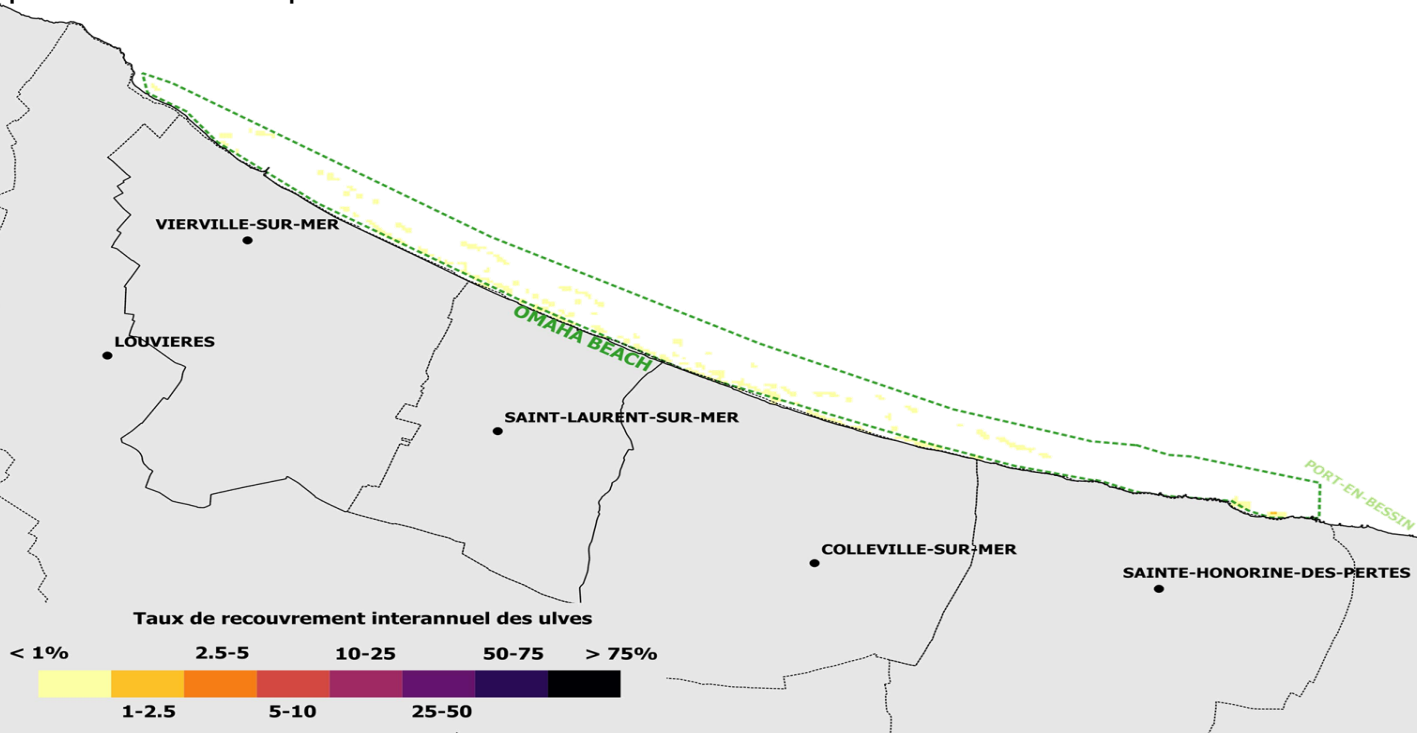 VIERVILLE-SUR-MER
LOUVIERES
OMAHA BEACH
SAINT-LAURENT-SUR-MER
PORT-EN-BESSIN
COLLEVILLE-SUR-MER
SAINTE-HONORINE-DES-PERTES
Taux de recouvrement interannuel des ulves
< 1% 2.5-5 10-25 50-75 > 75%
1-2.5 5-10 25-50